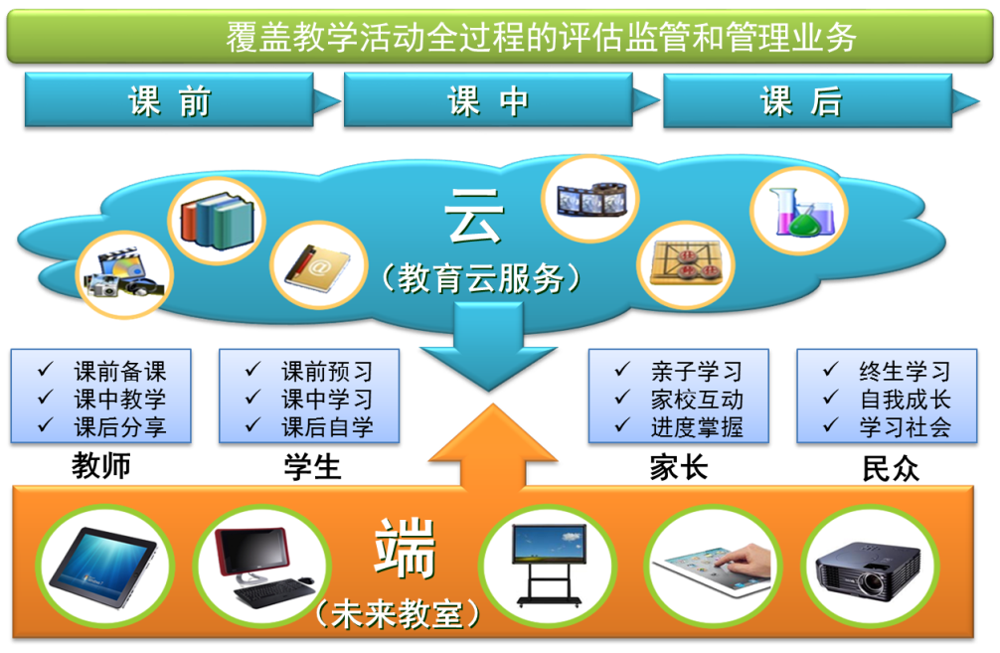 覆盖教学活动全过程的评估监管和管理业务
课 前
课 中
课 后
云
（教育云服务）
✓ 课前备课
✓ 课中教学
✓ 课后分享
教师
✓ 课前预习
✓ 课中学习
✓ 课后自学
学生
✓ 亲子学习
✓ 家校互动
✓ 进度掌握
家长
✓ 终生学习
✓ 自我成长
✓ 学习社会
民众
端
（未来教室）